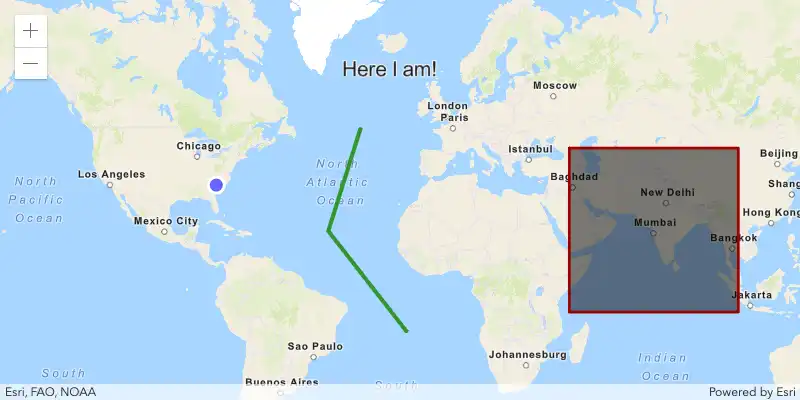 +
−
Here I am!
Moscow
London
Paris
Chicago
Istanbul
Beijing
Los Angeles
North
Atlantic
Ocean
Baghdad
North
Pacific
Ocean
New Delhi
Shang
Mexico City
Mumbai
Hong Kong
Bangkok
Jakarta
Sao Paulo
Johannesburg
Indian
Ocean
South
Buenos Aires
South
Esri, FAO, NOAA
Powered by Esri